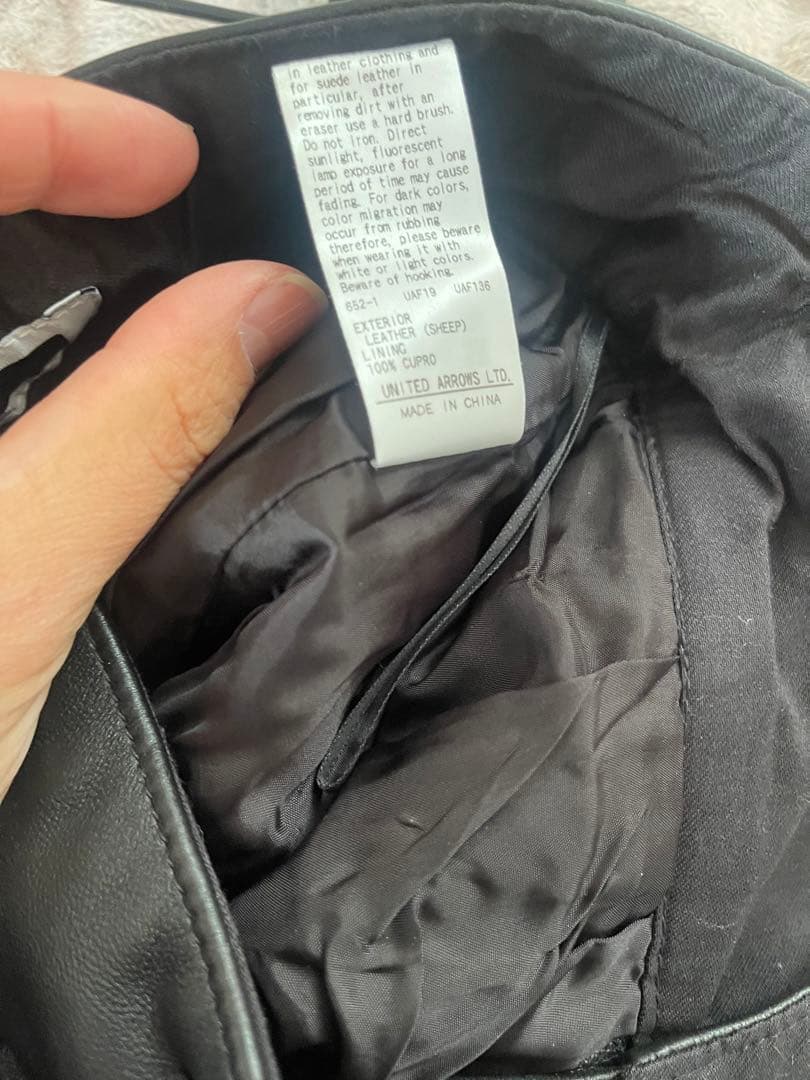 in leather clothing and
for suede leather in
particular, after
removing dirt with an
eraser use a hard brush.
Do not iron. Direct
sunlight, fluorescent
lamp exposure for a long
period of time may cause
fading. For dark colors,
color migration may
occur from rubbing
therefore, please beware
when wearing it with
white or light colors.
Beware of hooking.
652-1 UAF19 UAF136
EXTERIOR
LEATHER (SHEEP)
LINING
100% CUPRO
UNITED ARROWS LTD.
MADE IN CHINA